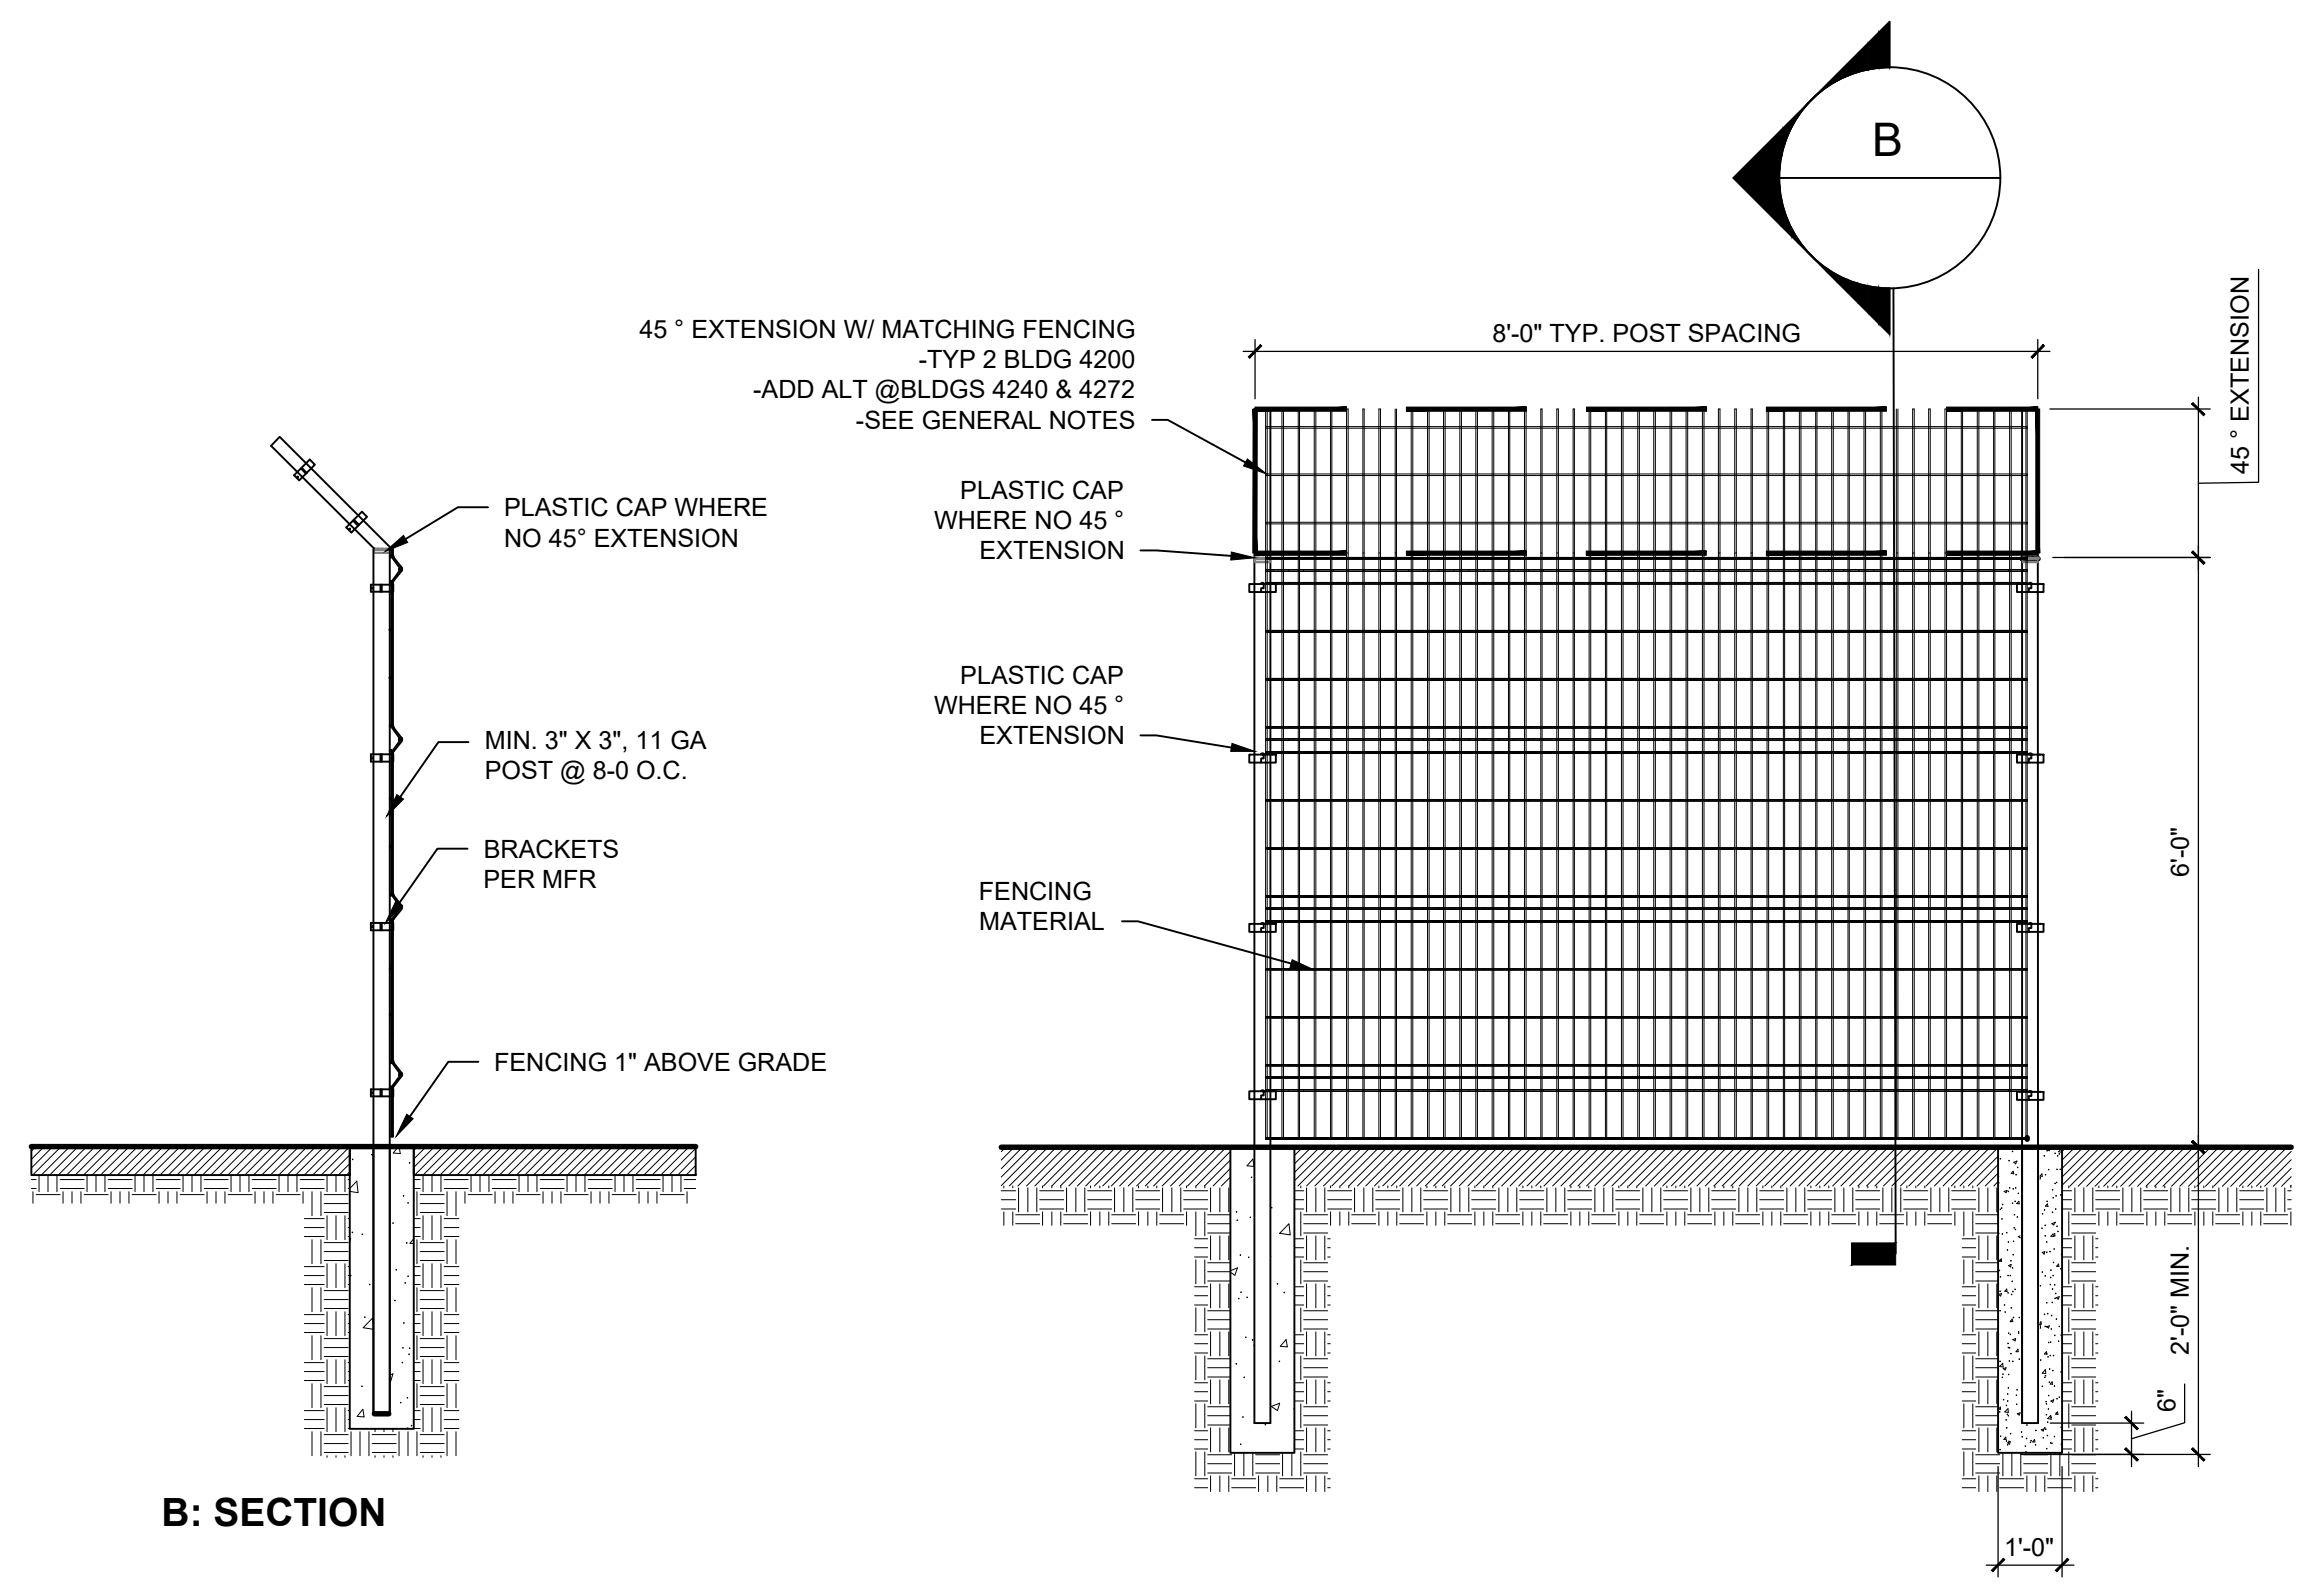 B
45 ° EXTENSION
8'-0" TYP. POST SPACING
45 ° EXTENSION W/ MATCHING FENCING
-TYP 2 BLDG 4200
-ADD ALT @BLDGS 4240 & 4272
-SEE GENERAL NOTES
PLASTIC CAP WHERE
NO 45° EXTENSION
PLASTIC CAP
WHERE NO 45 °
EXTENSION
PLASTIC CAP
WHERE NO 45 °
EXTENSION
MIN. 3" X 3", 11 GA
POST @ 8-0 O.C.
BRACKETS
PER MFR
FENCING
MATERIAL
6'-0"
FENCING 1" ABOVE GRADE
2'-0" MIN.
6"
B: SECTION
1'-0"